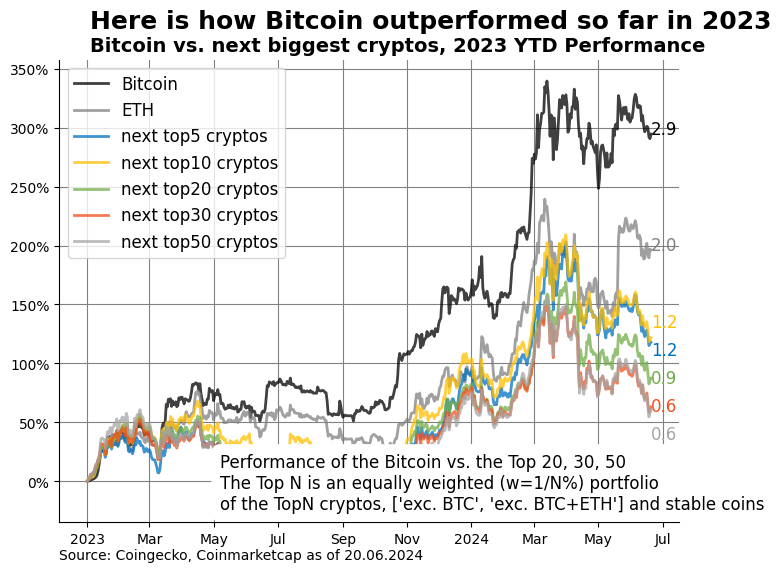 Here is how Bitcoin outperformed so far in 2023
Bitcoin vs. next biggest cryptos, 2023 YTD Performance
350%
300%
250%
200%
150%
100%
50%
0%
Bitcoin
ETH
next top5 cryptos
next top10 cryptos
next top20 cryptos
next top30 cryptos
next top50 cryptos
2.9
2.0
1.2
1.2
0.9
0.6
0.6
Performance of the Bitcoin vs. the Top 20, 30, 50
The Top N is an equally weighted (w=1/N%) portfolio
of the TopN cryptos, ['exc. BTC', 'exc. BTC+ETH'] and stable coins
2023 Mar May Jul Sep Nov 2024 Mar May Jul
Source: Coingecko, Coinmarketcap as of 20.06.2024